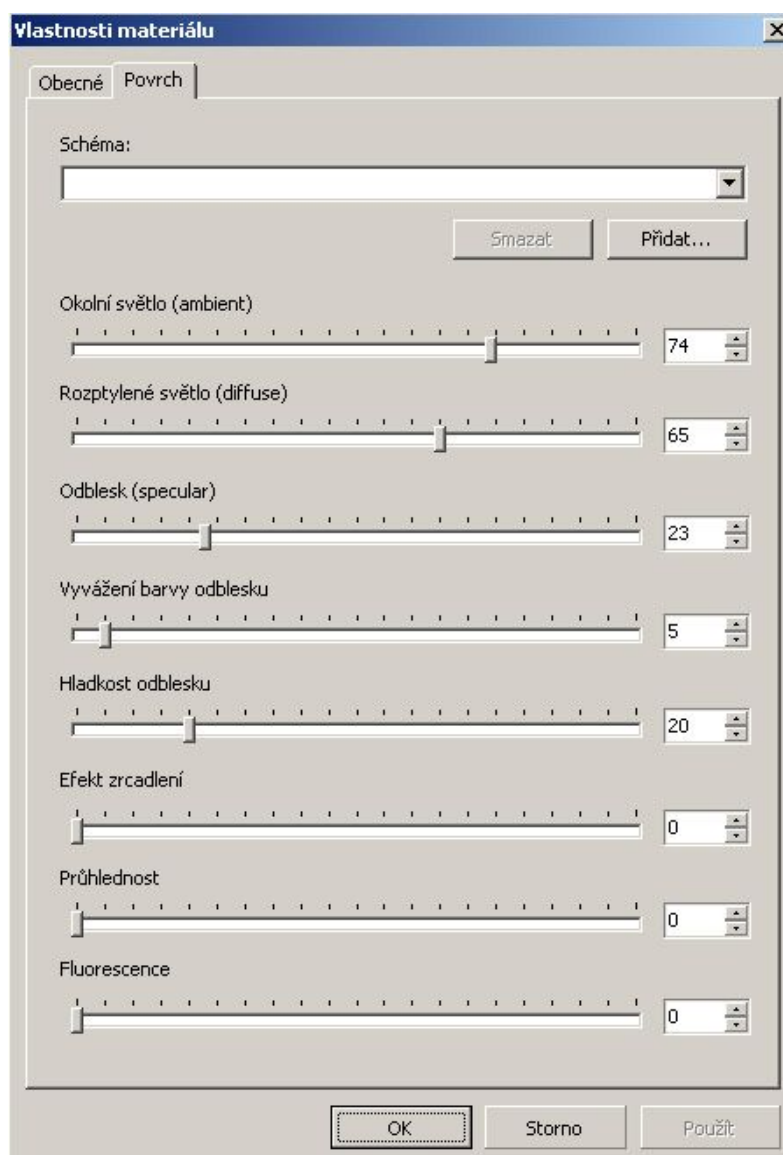 Vlastnosti materiálu
Obecné Povrch
Schéma:
Smazat Přidat...
Okolní světlo (ambient)
74
Rozptylené světlo (diffuse)
65
Odblesk (specular)
23
Vyvážení barvy odblesku
5
Hladkost odblesku
20
Efekt zrcadlení
0
Průhlednost
0
Fluorescence
0
OK Storno Použít